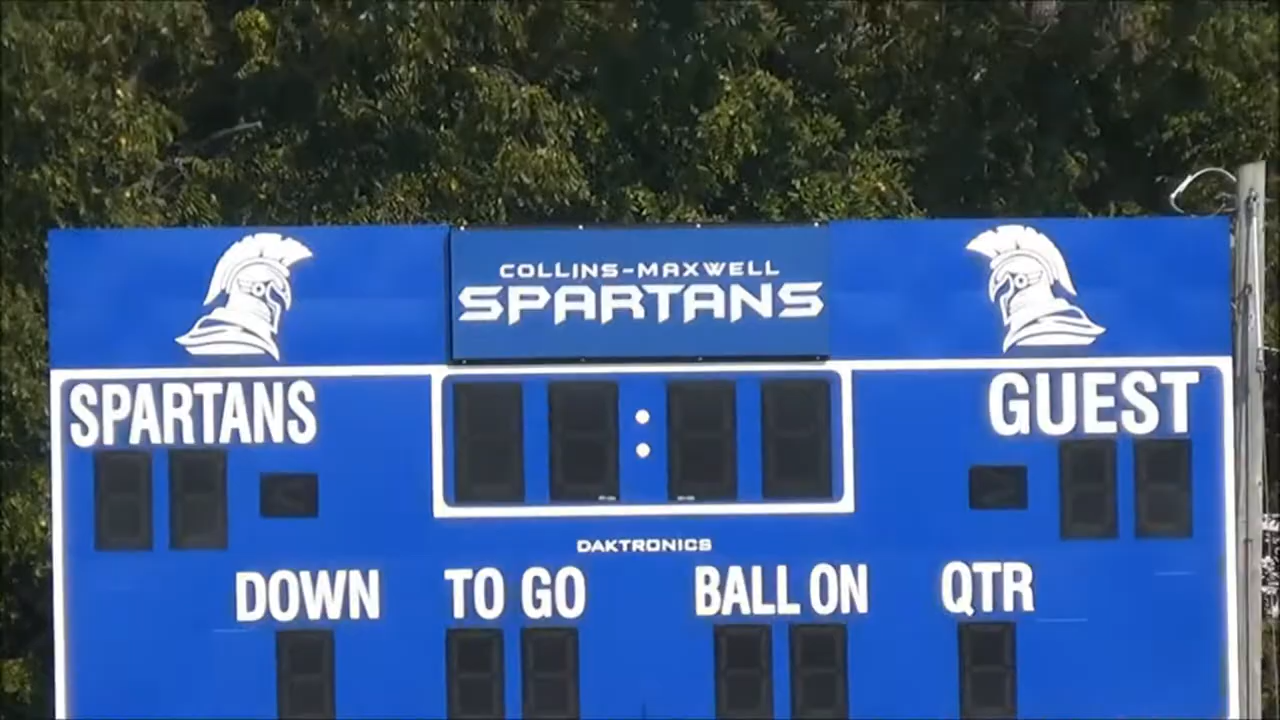 COLLINS-MAXWELL
SPARTANS
SPARTANS
GUEST
DAKTRONICS
DOWN
TO GO
BALL ON
QTR